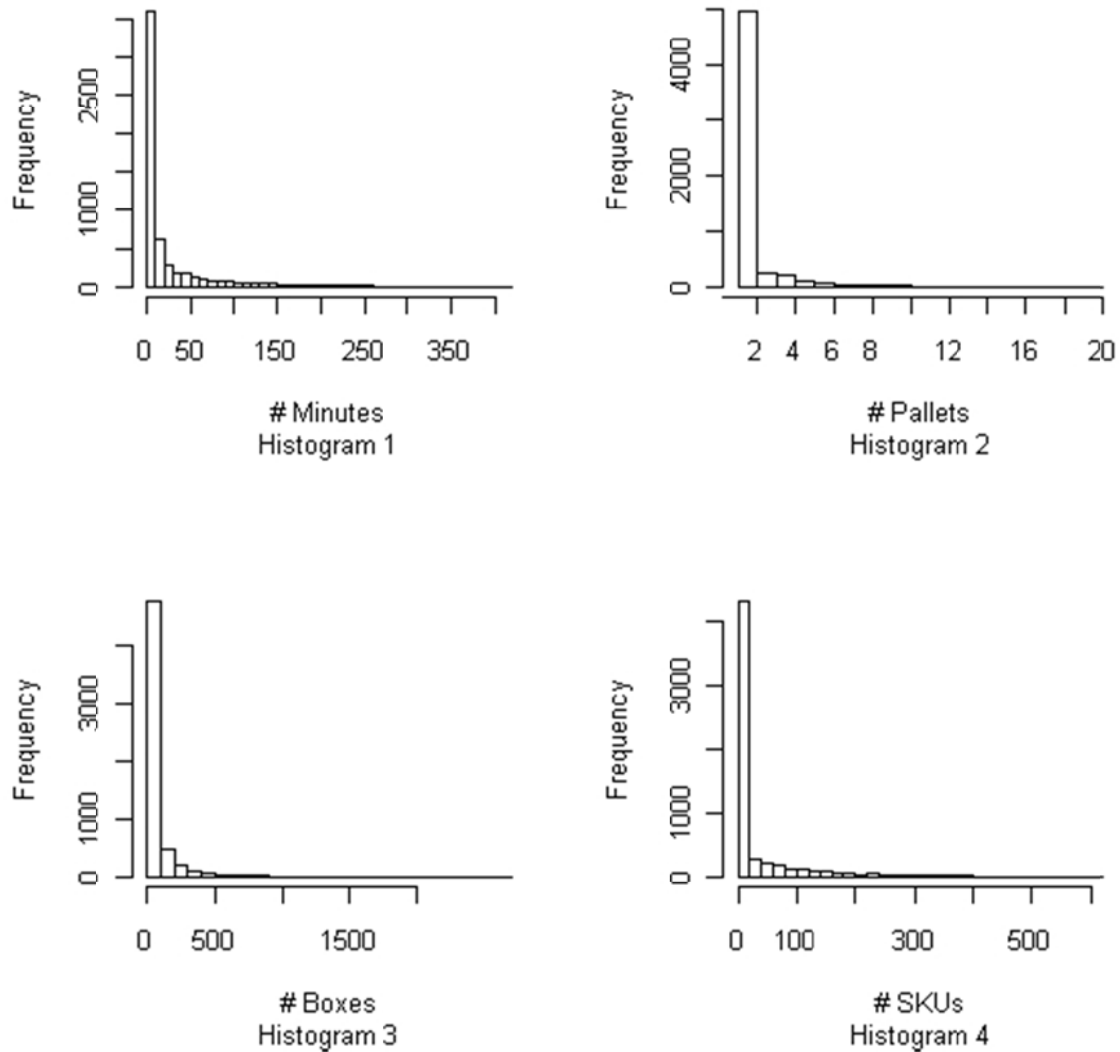 Frequency
0 1000 2500
0 50 150 250 350
# Minutes
Histogram 1
Frequency
0 2000 4000
2 4 6 8 12 16 20
# Pallets
Histogram 2
Frequency
0 1000 3000
0 500 1500
# Boxes
Histogram 3
Frequency
0 1000 3000
0 100 300 500
# SKUs
Histogram 4